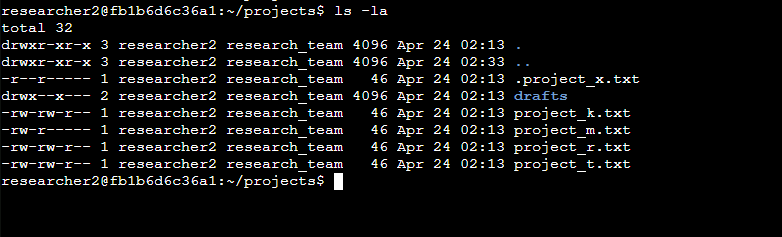 researcher2@fb1b6d6c36a1:~/projects$ ls -la
total 32
drwxr-xr-x 3 researcher2 research_team 4096 Apr 24 02:13 .
drwxr-xr-x 3 researcher2 research_team 4096 Apr 24 02:33 ..
-r--r----- 1 researcher2 research_team   46 Apr 24 02:13 .project_x.txt
drwx--x--- 2 researcher2 research_team 4096 Apr 24 02:13 drafts
-rw-rw-r-- 1 researcher2 research_team   46 Apr 24 02:13 project_k.txt
-rw-r----- 1 researcher2 research_team   46 Apr 24 02:13 project_m.txt
-rw-rw-r-- 1 researcher2 research_team   46 Apr 24 02:13 project_r.txt
-rw-rw-r-- 1 researcher2 research_team   46 Apr 24 02:13 project_t.txt
researcher2@fb1b6d6c36a1:~/projects$